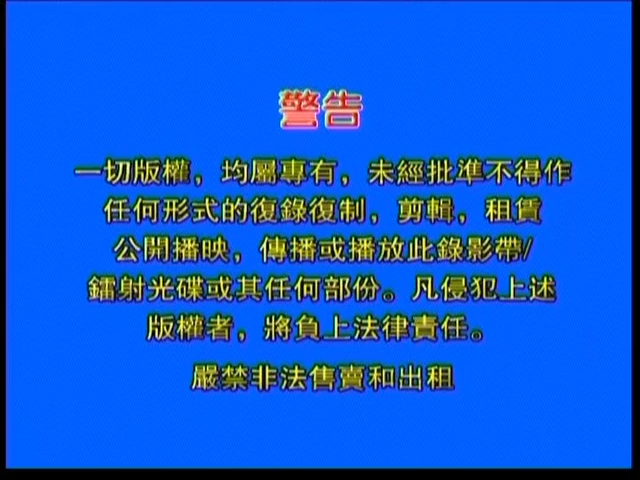 警告
一切版權，均屬專有，未經批準不得作
任何形式的復錄復制，剪輯，租賃
公開播映，傳播或播放此錄影帶/
鐳射光碟或其任何部份。凡侵犯上述
版權者，將負上法律責任。
嚴禁非法售賣和出租